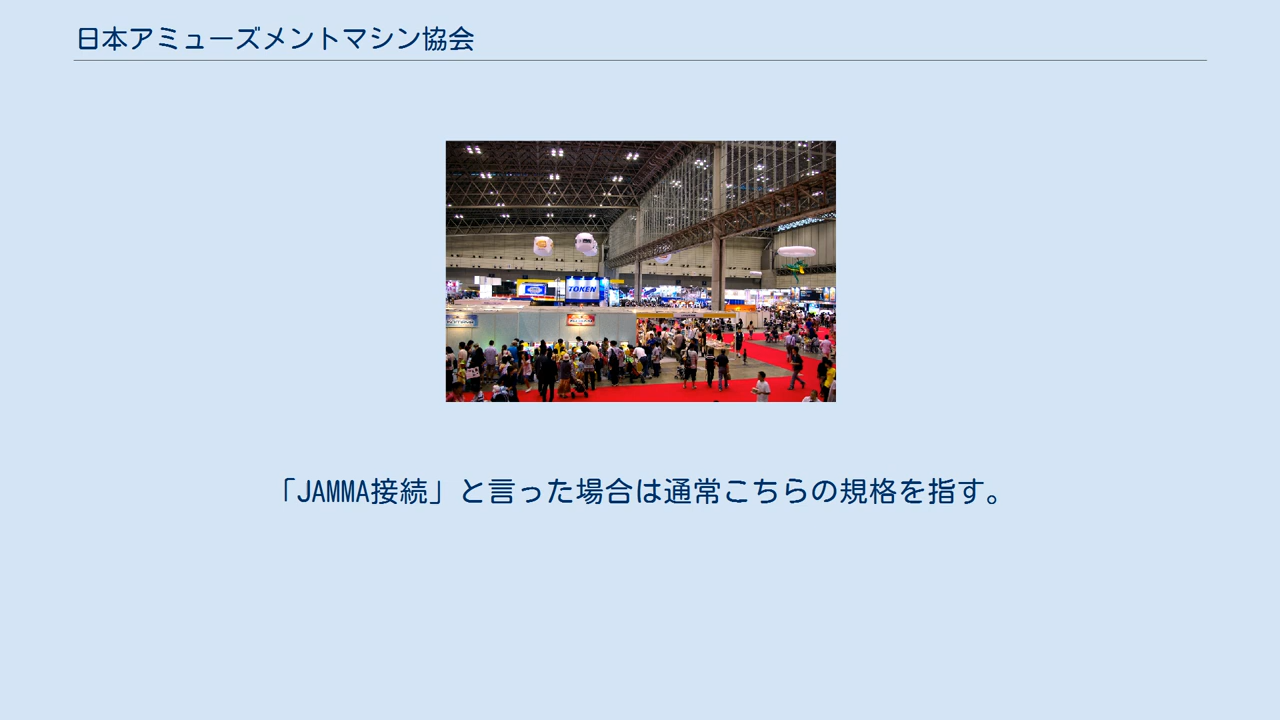 日本アミューズメントマシン協会
TOKEN
「JAMMA接続」と言った場合は通常こちらの規格を指す。